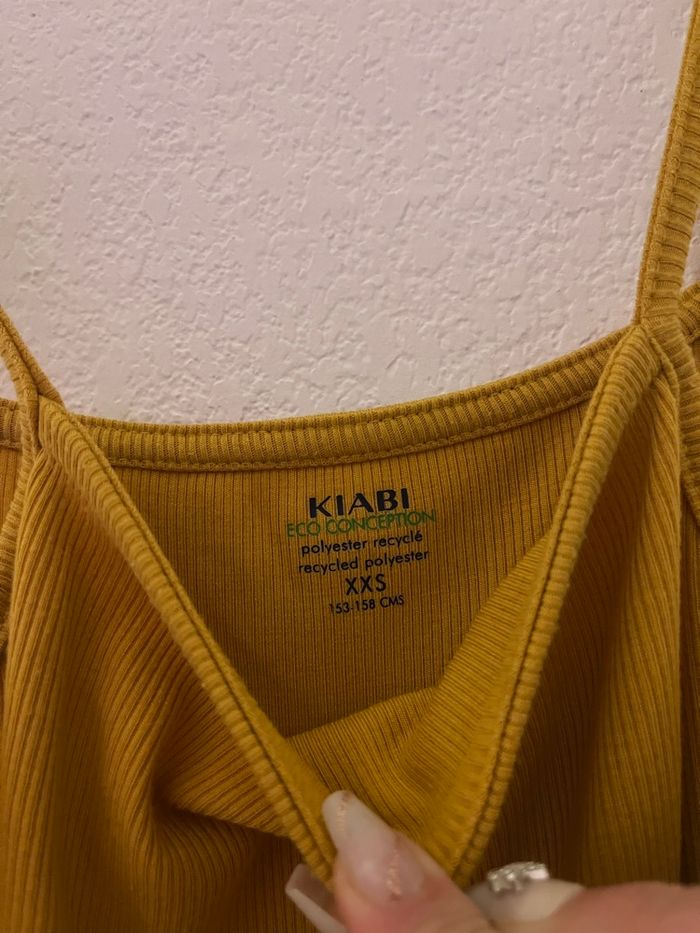 KIABI
ECO CONCEPTION
polyester recyclé
recycled polyester
XXS
153-158 CMS